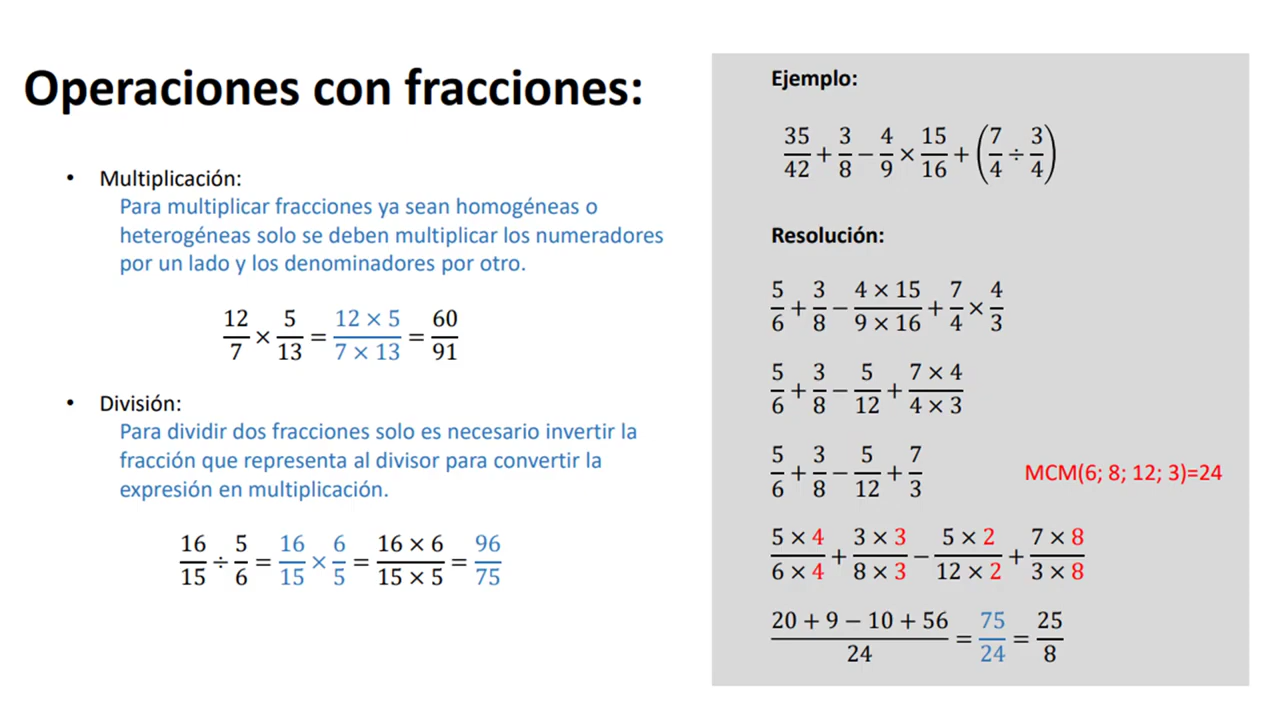 Operaciones con fracciones:
• Multiplicación:
Para multiplicar fracciones ya sean homogéneas o
heterogéneas solo se deben multiplicar los numeradores
por un lado y los denominadores por otro.
12/7 × 5/13 = (12 × 5)/(7 × 13) = 60/91
• División:
Para dividir dos fracciones solo es necesario invertir la
fracción que representa al divisor para convertir la
expresión en multiplicación.
16/15 ÷ 5/6 = 16/15 × 6/5 = (16 × 6)/(15 × 5) = 96/75
Ejemplo:
35/42 + 3/8 − 4/9 × 15/16 + (7/4 ÷ 3/4)
Resolución:
5/6 + 3/8 − (4 × 15)/(9 × 16) + 7/4 × 4/3
5/6 + 3/8 − 5/12 + (7 × 4)/(4 × 3)
5/6 + 3/8 − 5/12 + 7/3 MCM(6; 8; 12; 3)=24
(5 × 4)/(6 × 4) + (3 × 3)/(8 × 3) − (5 × 2)/(12 × 2) + (7 × 8)/(3 × 8)
(20 + 9 − 10 + 56)/24 = 75/24 = 25/8